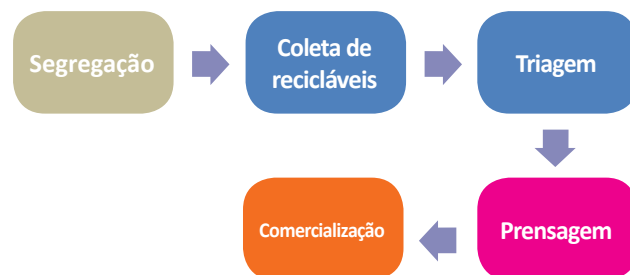 Segregação
Coleta de
recicláveis
Triagem
Prensagem
Comercialização